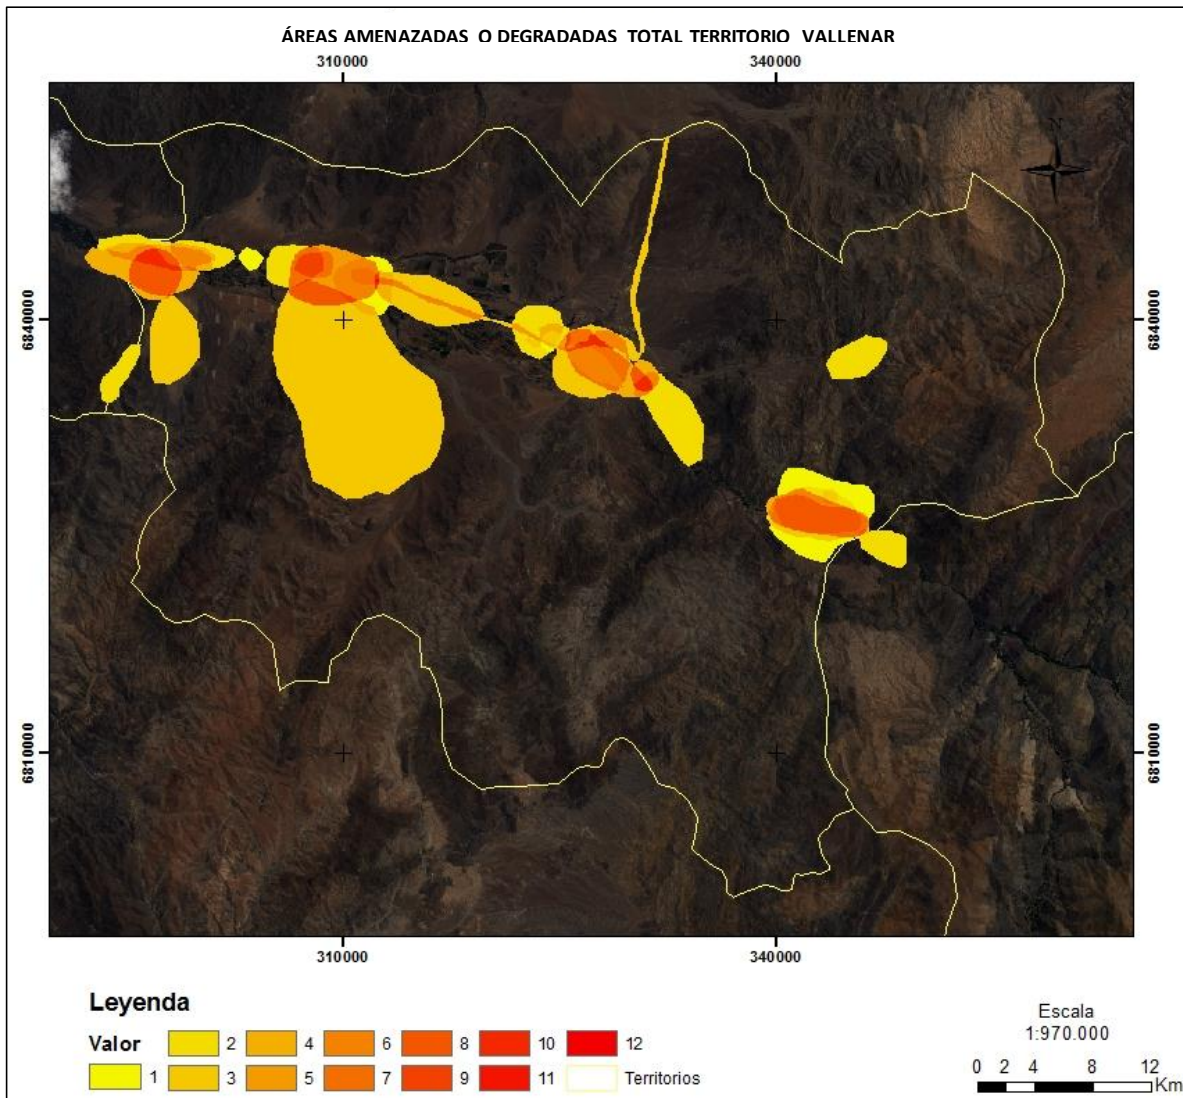 ÁREAS AMENAZADAS O DEGRADADAS TOTAL TERRITORIO VALLENAR
310000 340000
N
6840000 6840000
6810000 6810000
310000 340000
Leyenda
Valor 2 4 6 8 10 12
1 3 5 7 9 11 Territorios
Escala
1:970.000
0 2 4 8 12
Km